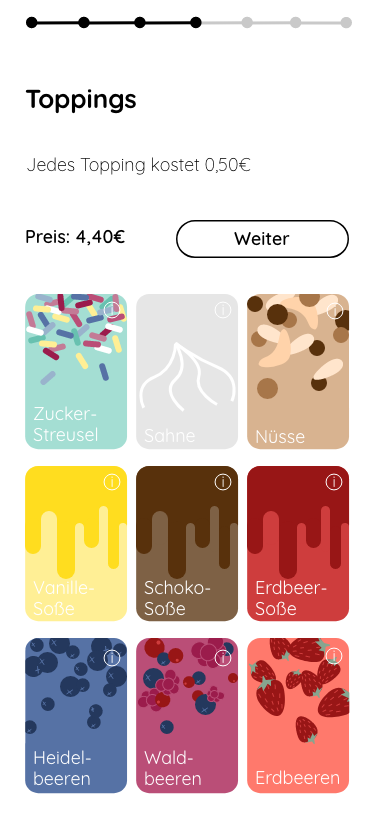 Toppings
Jedes Topping kostet 0,50€
Preis: 4,40€
Weiter
Zucker-
Streusel
Sahne
Nüsse
Vanille-
Soße
Schoko-
Soße
Erdbeer-
Soße
Heidel-
beeren
Wald-
beeren
Erdbeeren